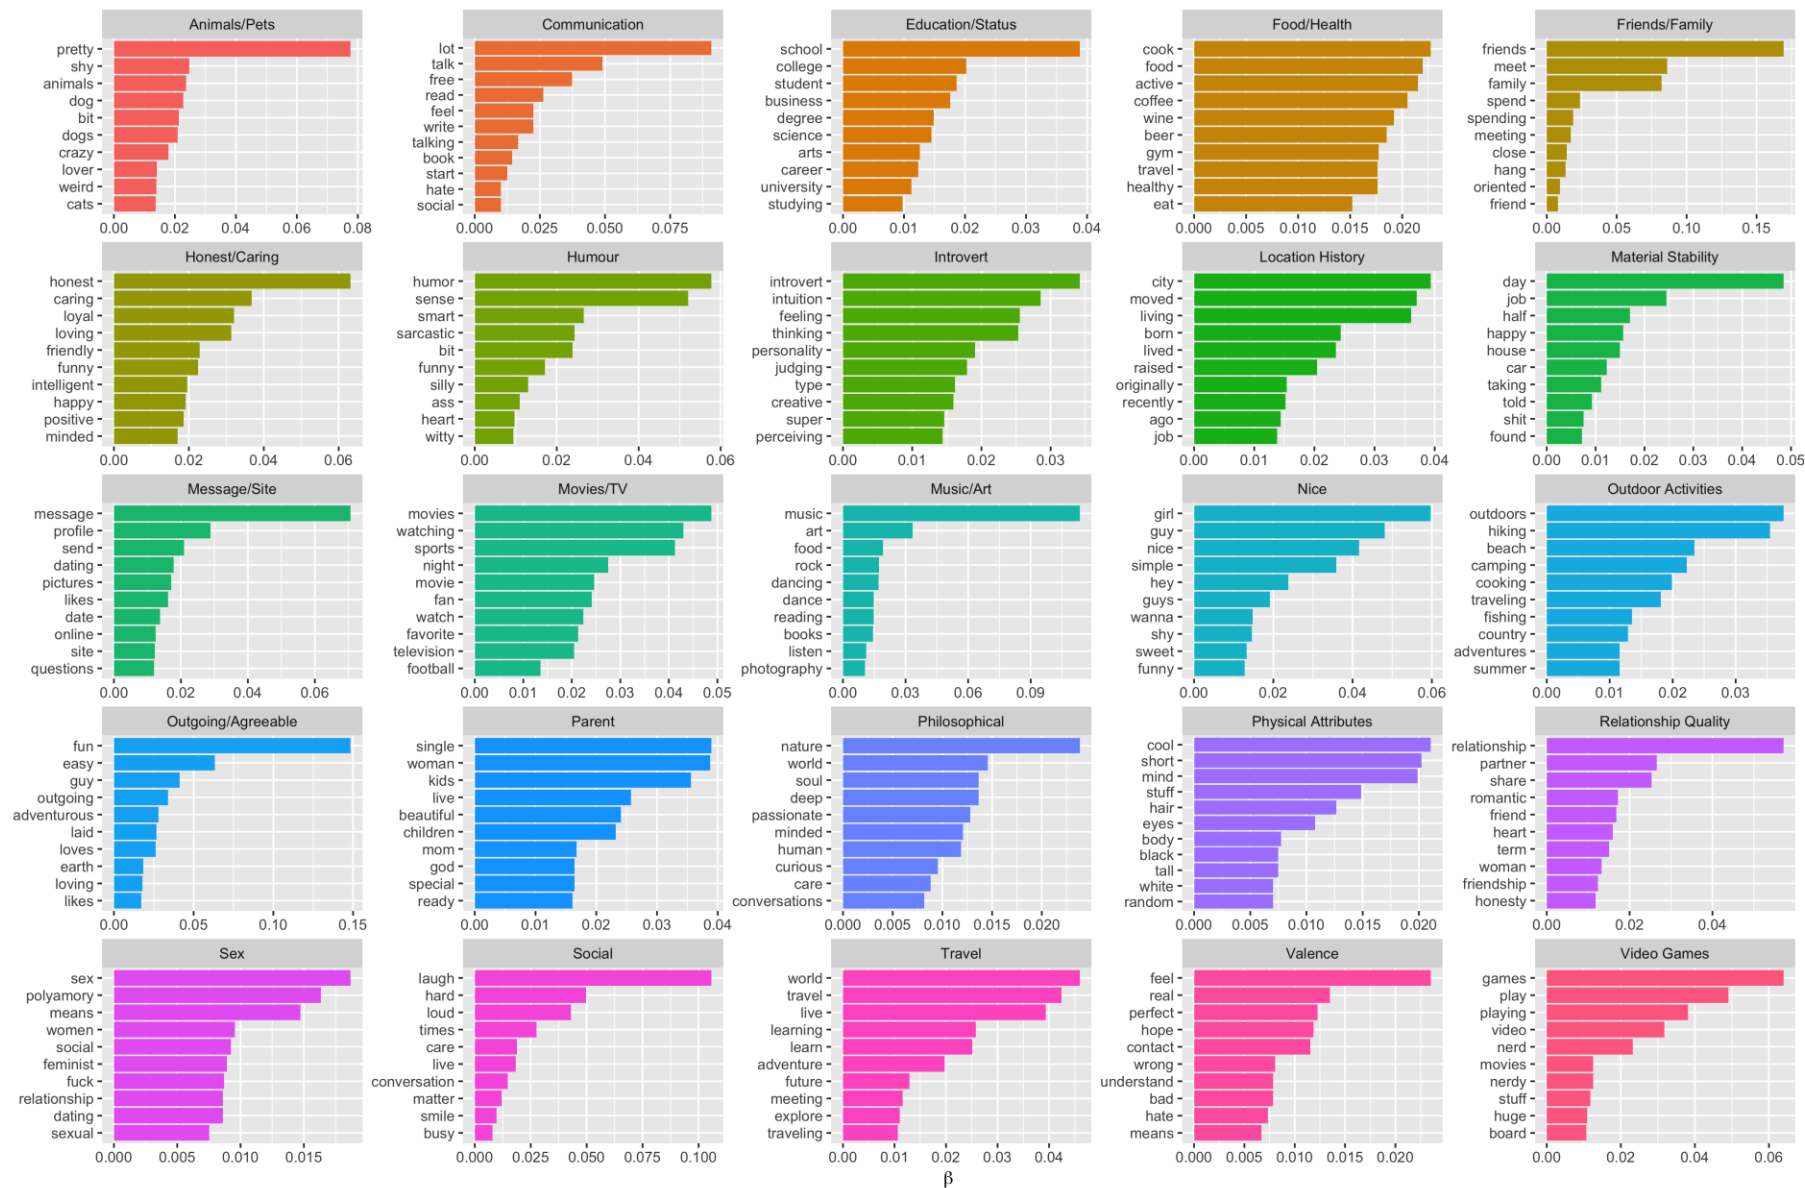 Animals/Pets
pretty
shy
animals
dog
bit
dogs
crazy
lover
weird
cats
0.00 0.02 0.04 0.06 0.08
Communication
lot
talk
free
read
feel
write
talking
book
start
hate
social
0.000 0.025 0.050 0.075
Education/Status
school
college
student
business
degree
science
arts
career
university
studying
0.00 0.01 0.02 0.03 0.04
Food/Health
cook
food
active
coffee
wine
beer
gym
travel
healthy
eat
0.000 0.005 0.010 0.015 0.020
Friends/Family
friends
meet
family
spend
spending
meeting
close
hang
oriented
friend
0.00 0.05 0.10 0.15
Honest/Caring
honest
caring
loyal
loving
friendly
funny
intelligent
happy
positive
minded
0.00 0.02 0.04 0.06
Humour
humor
sense
smart
sarcastic
bit
funny
silly
ass
heart
witty
0.00 0.02 0.04 0.06
Introvert
introvert
intuition
feeling
thinking
personality
judging
type
creative
super
perceiving
0.00 0.01 0.02 0.03
Location History
city
moved
living
born
lived
raised
originally
recently
ago
job
0.00 0.01 0.02 0.03 0.04
Material Stability
day
job
half
happy
house
car
taking
told
shit
found
0.00 0.01 0.02 0.03 0.04 0.05
Message/Site
message
profile
send
dating
pictures
likes
date
online
site
questions
0.00 0.02 0.04 0.06
Movies/TV
movies
watching
sports
night
movie
fan
watch
favorite
television
football
0.00 0.01 0.02 0.03 0.04 0.05
Music/Art
music
art
food
rock
dancing
dance
reading
books
listen
photography
0.00 0.03 0.06 0.09
Nice
girl
guy
nice
simple
hey
guys
wanna
shy
sweet
funny
0.00 0.02 0.04 0.06
Outdoor Activities
outdoors
hiking
beach
camping
cooking
traveling
fishing
country
adventures
summer
0.00 0.01 0.02 0.03
Outgoing/Agreeable
fun
easy
guy
outgoing
adventurous
laid
loves
earth
loving
likes
0.00 0.05 0.10 0.15
Parent
single
woman
kids
live
beautiful
children
mom
god
special
ready
0.00 0.01 0.02 0.03 0.04
Philosophical
nature
world
soul
deep
passionate
minded
human
curious
care
conversations
0.000 0.005 0.010 0.015 0.020
Physical Attributes
cool
short
mind
stuff
hair
eyes
body
black
tall
white
random
0.000 0.005 0.010 0.015 0.020
Relationship Quality
relationship
partner
share
romantic
friend
heart
term
woman
friendship
honesty
0.00 0.02 0.04
Sex
sex
polyamory
means
women
social
feminist
fuck
relationship
dating
sexual
0.000 0.005 0.010 0.015
Social
laugh
hard
loud
times
care
live
conversation
matter
smile
busy
0.000 0.025 0.050 0.075 0.100
Travel
world
travel
live
learning
learn
adventure
future
meeting
explore
traveling
0.00 0.01 0.02 0.03 0.04
Valence
feel
real
perfect
hope
contact
wrong
understand
bad
hate
means
0.000 0.005 0.010 0.015 0.020
Video Games
games
play
playing
video
nerd
movies
nerdy
stuff
huge
board
0.00 0.02 0.04 0.06
β